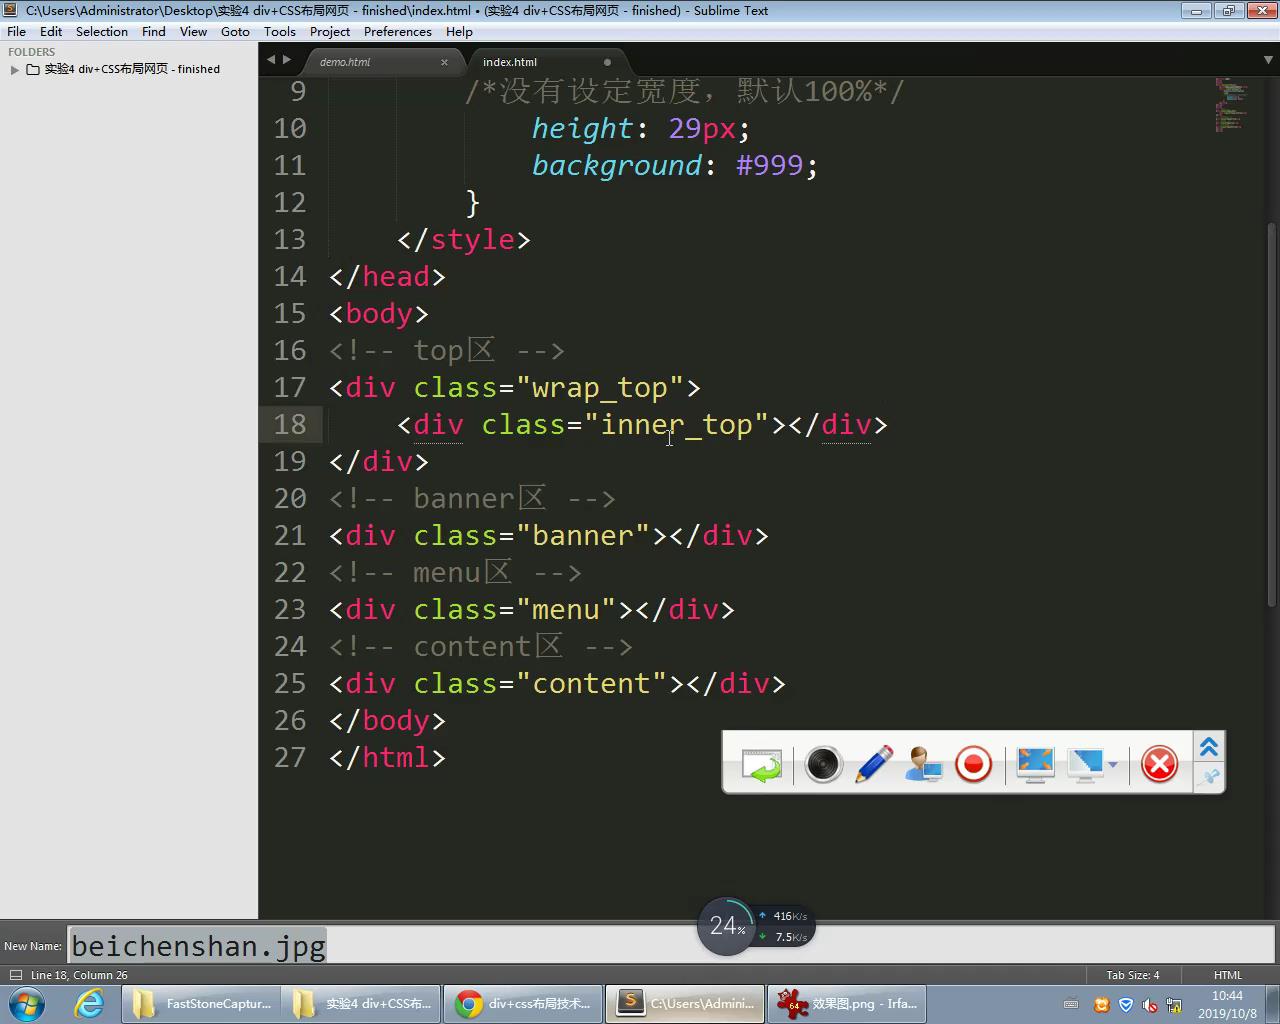 C:\Users\Administrator\Desktop\实验4 div+CSS布局网页 - finished\index.html • (实验4 div+CSS布局网页 - finished) - Sublime Text
File Edit Selection Find View Goto Tools Project Preferences Help
FOLDERS
实验4 div+CSS布局网页 - finished
demo.html × index.html
9 /*没有设定宽度，默认100%*/
10 height: 29px;
11 background: #999;
12 }
13 </style>
14 </head>
15 <body>
16 <!-- top区 -->
17 <div class="wrap_top">
18 <div class="inner_top"></div>
19 </div>
20 <!-- banner区 -->
21 <div class="banner"></div>
22 <!-- menu区 -->
23 <div class="menu"></div>
24 <!-- content区 -->
25 <div class="content"></div>
26 </body>
27 </html>
24% 416K/s
7.5K/s
New Name: beichenshan.jpg
Line 18, Column 26 Tab Size: 4 HTML
FastStoneCaptur... 实验4 div+CSS布... div+css布局技术... C:\Users\Admini... 64 效果图.png - Irfa... 10:44
2019/10/8